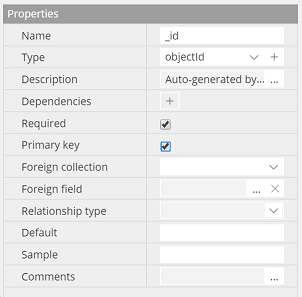 Properties
Name _id
Type objectId
Description Auto-generated by... ...
Dependencies +
Required
Primary key
Foreign collection
Foreign field ...
Relationship type
Default
Sample
Comments ...